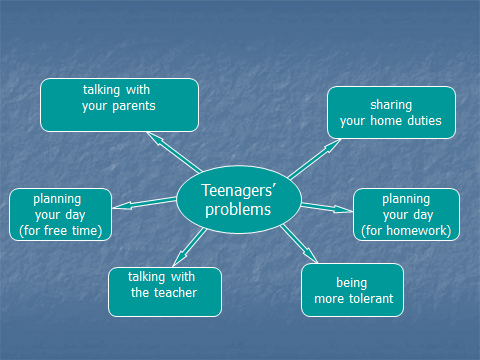 talking with
your parents
sharing
your home duties
Teenagers’
problems
planning
your day
(for free time)
planning
your day
(for homework)
talking with
the teacher
being
more tolerant